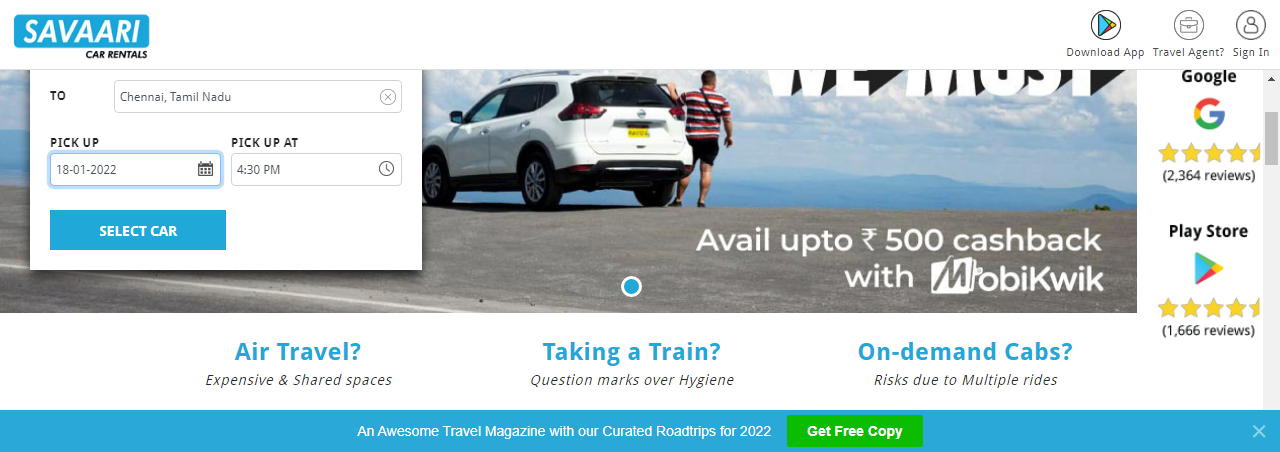 SAVAARI
CAR RENTALS
Download App
Travel Agent?
Sign In
TO
Chennai, Tamil Nadu
PICK UP
PICK UP AT
18-01-2022
4:30 PM
SELECT CAR
WE MUST
Avail upto ₹ 500 cashback
with MobiKwik
Google
(2,364 reviews)
Play Store
(1,666 reviews)
Air Travel?
Expensive & Shared spaces
Taking a Train?
Question marks over Hygiene
On-demand Cabs?
Risks due to Multiple rides
An Awesome Travel Magazine with our Curated Roadtrips for 2022
Get Free Copy